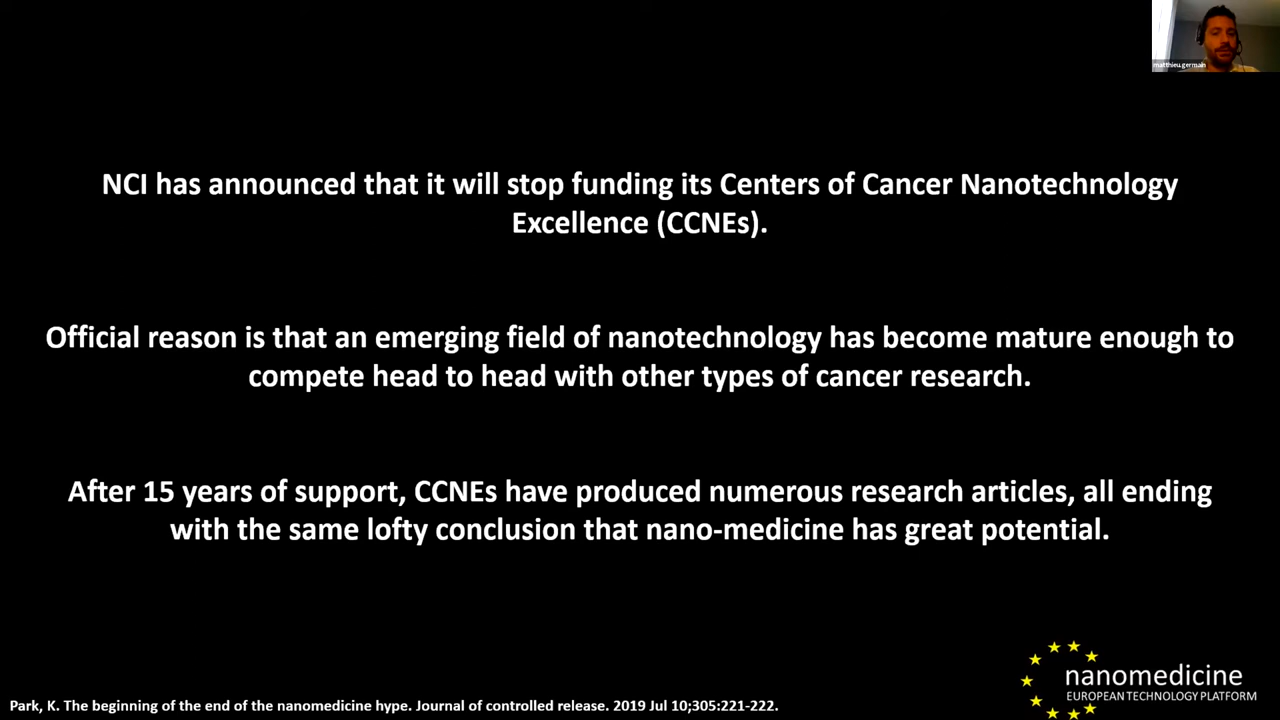 matthieu.germain
NCI has announced that it will stop funding its Centers of Cancer Nanotechnology
Excellence (CCNEs).
Official reason is that an emerging field of nanotechnology has become mature enough to
compete head to head with other types of cancer research.
After 15 years of support, CCNEs have produced numerous research articles, all ending
with the same lofty conclusion that nano-medicine has great potential.
nanomedicine
EUROPEAN TECHNOLOGY PLATFORM
Park, K. The beginning of the end of the nanomedicine hype. Journal of controlled release. 2019 Jul 10;305:221-222.